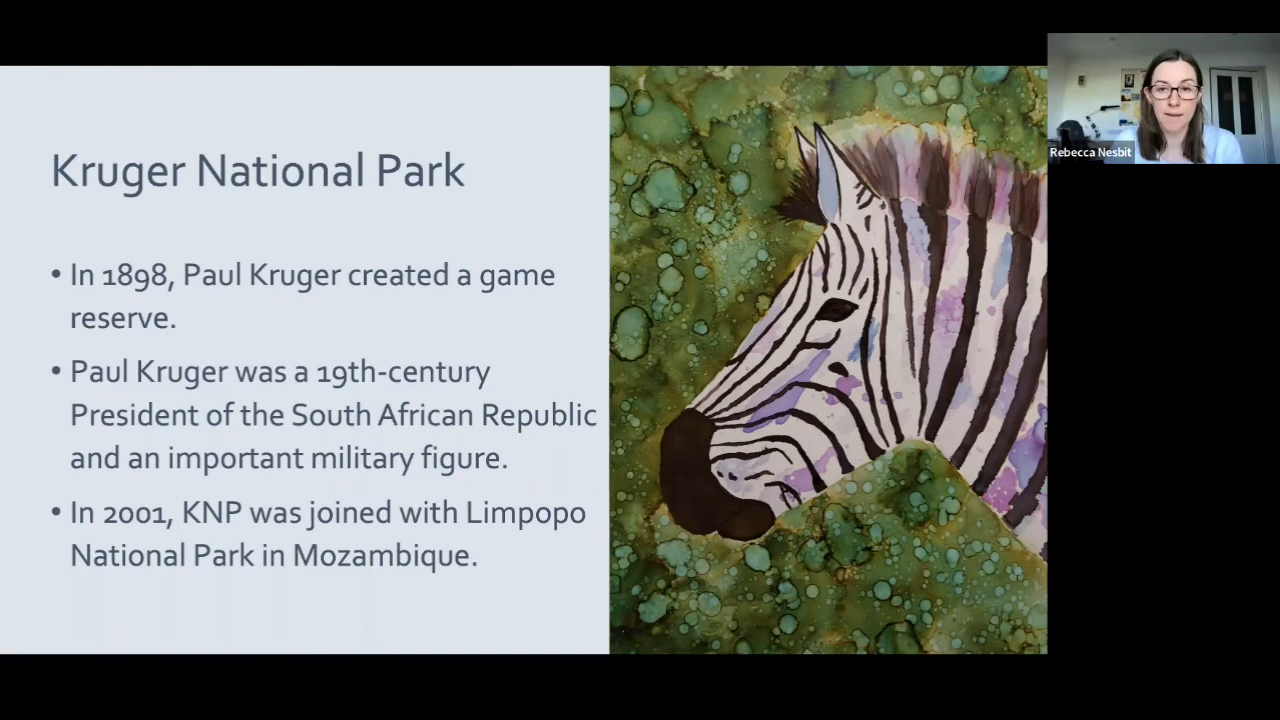 Kruger National Park
• In 1898, Paul Kruger created a game
reserve.
• Paul Kruger was a 19th-century
President of the South African Republic
and an important military figure.
• In 2001, KNP was joined with Limpopo
National Park in Mozambique.
Rebecca Nesbit